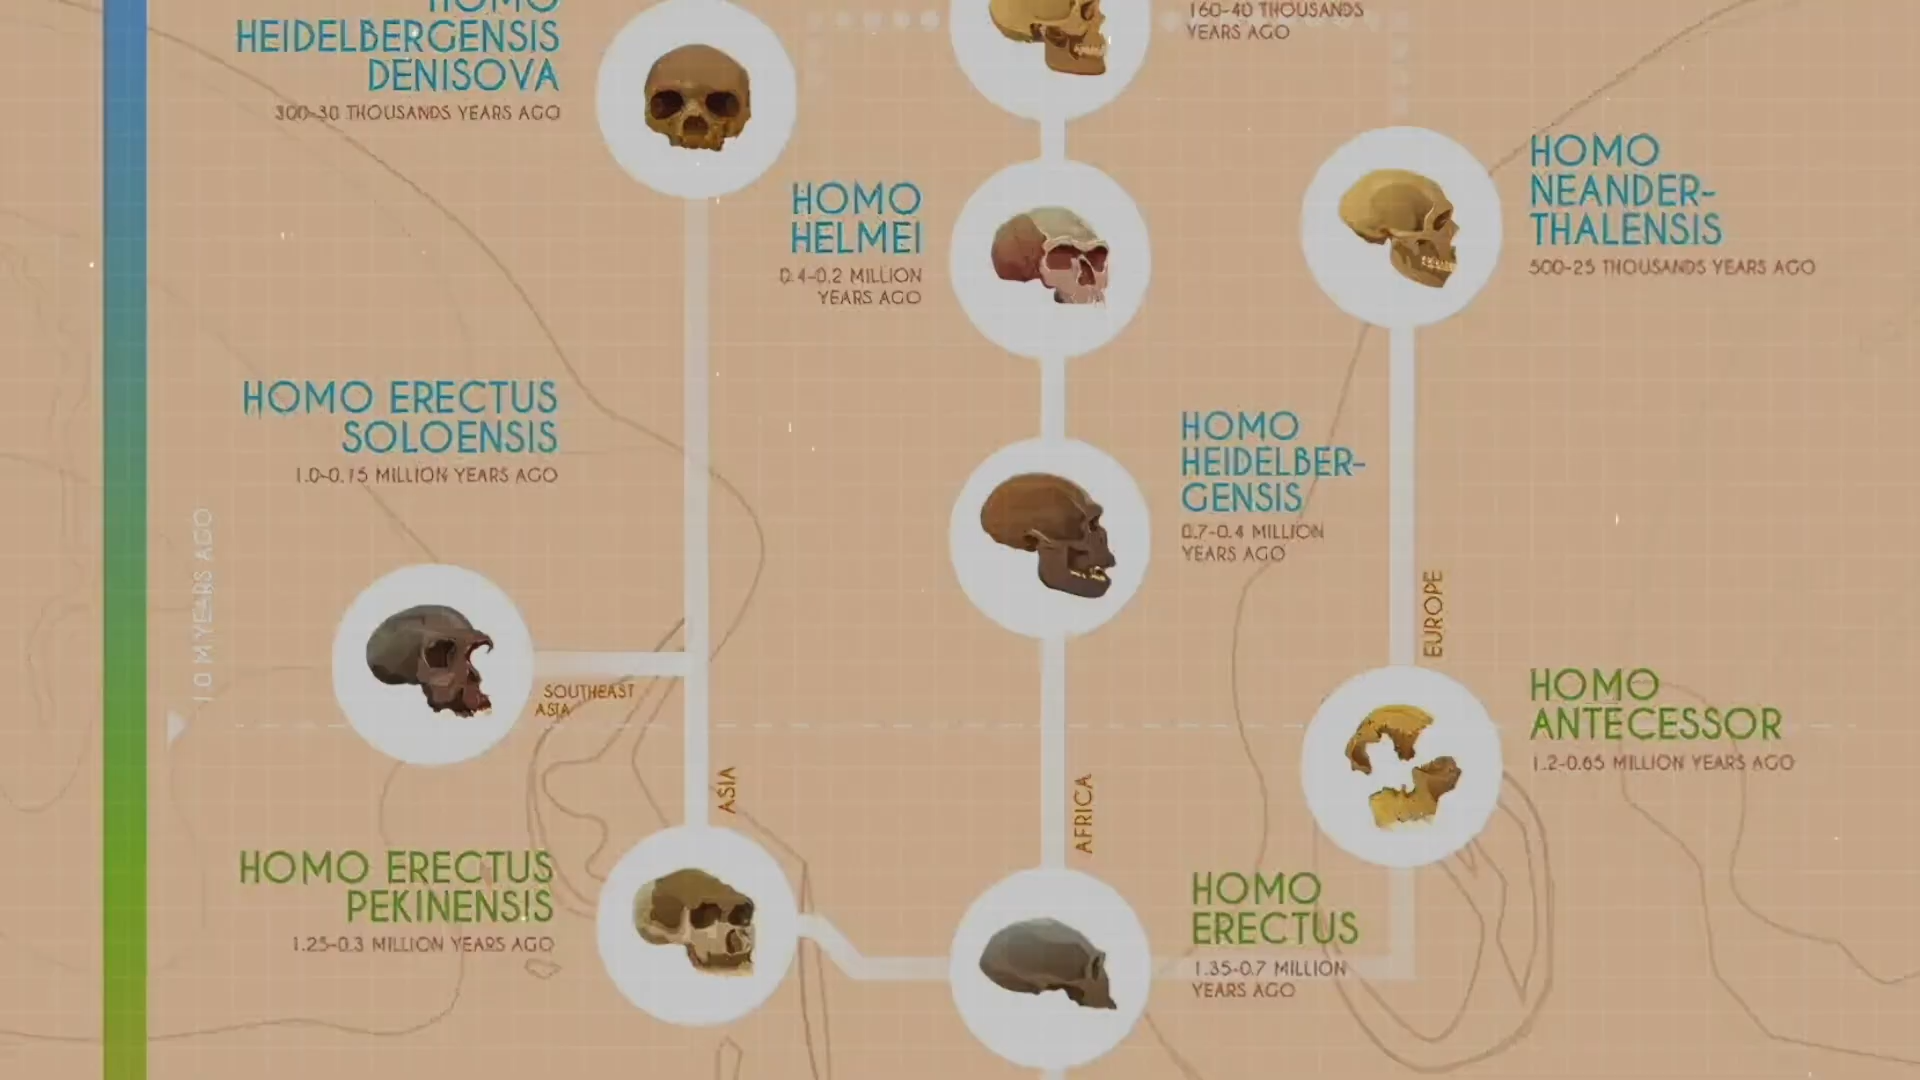 HOMO
HEIDELBERGENSIS
DENISOVA
300-30 THOUSANDS YEARS AGO
160-40 THOUSANDS
YEARS AGO
HOMO
HELMEI
0.4-0.2 MILLION
YEARS AGO
HOMO
NEANDER-
THALENSIS
500-25 THOUSANDS YEARS AGO
HOMO ERECTUS
SOLOENSIS
1.0-0.15 MILLION YEARS AGO
HOMO
HEIDELBER-
GENSIS
0.7-0.4 MILLION
YEARS AGO
1.0 M.YEARS AGO
EUROPE
SOUTHEAST
ASIA
HOMO
ANTECESSOR
1.2-0.65 MILLION YEARS AGO
ASIA
AFRICA
HOMO ERECTUS
PEKINENSIS
1.25-0.3 MILLION YEARS AGO
HOMO
ERECTUS
1.35-0.7 MILLION
YEARS AGO